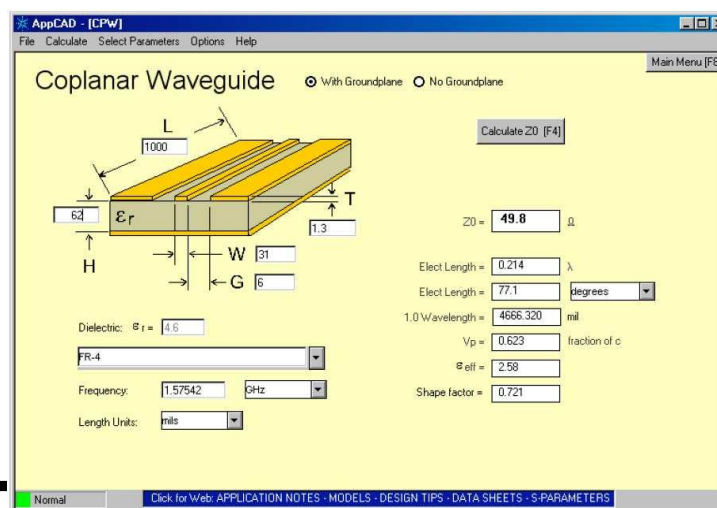 AppCAD - [CPW]
File Calculate Select Parameters Options Help
Main Menu [F8
Coplanar Waveguide With Groundplane No Groundplane
L
1000
Calculate Z0 [F4]
62 εr T
1.3
H
W 31
G 6
Z0 = 49.8 Ω
Elect Length = 0.214 λ
Elect Length = 77.1 degrees
1.0 Wavelength = 4666.320 mil
Vp = 0.623 fraction of c
εeff = 2.58
Shape factor = 0.721
Dielectric: εr = 4.6
FR-4
Frequency: 1.57542 GHz
Length Units: mils
Normal Click for Web: APPLICATION NOTES - MODELS - DESIGN TIPS - DATA SHEETS - S-PARAMETERS